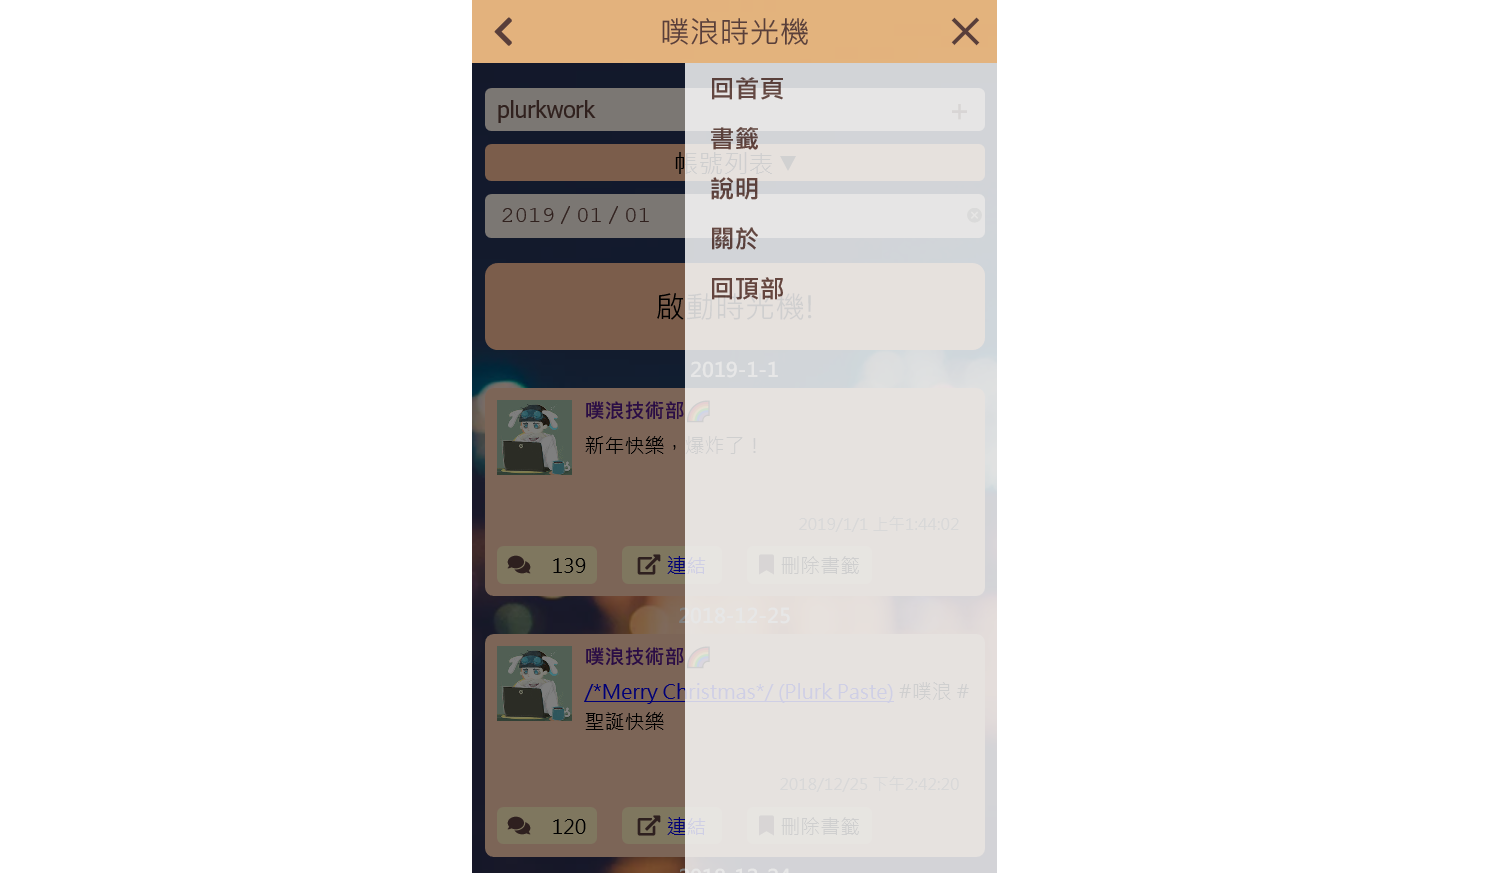 噗浪時光機
回首頁
plurkwork
書籤
帳號列表 ▼
說明
2019 / 01 / 01
關於
回頂部
啟動時光機!
2019-1-1
噗浪技術部🌈
新年快樂，爆炸了！
2019/1/1 上午1:44:02
139 連結 刪除書籤
2018-12-25
噗浪技術部🌈
/*Merry Christmas*/ (Plurk Paste) #噗浪 #
聖誕快樂
2018/12/25 下午2:42:20
120 連結 刪除書籤